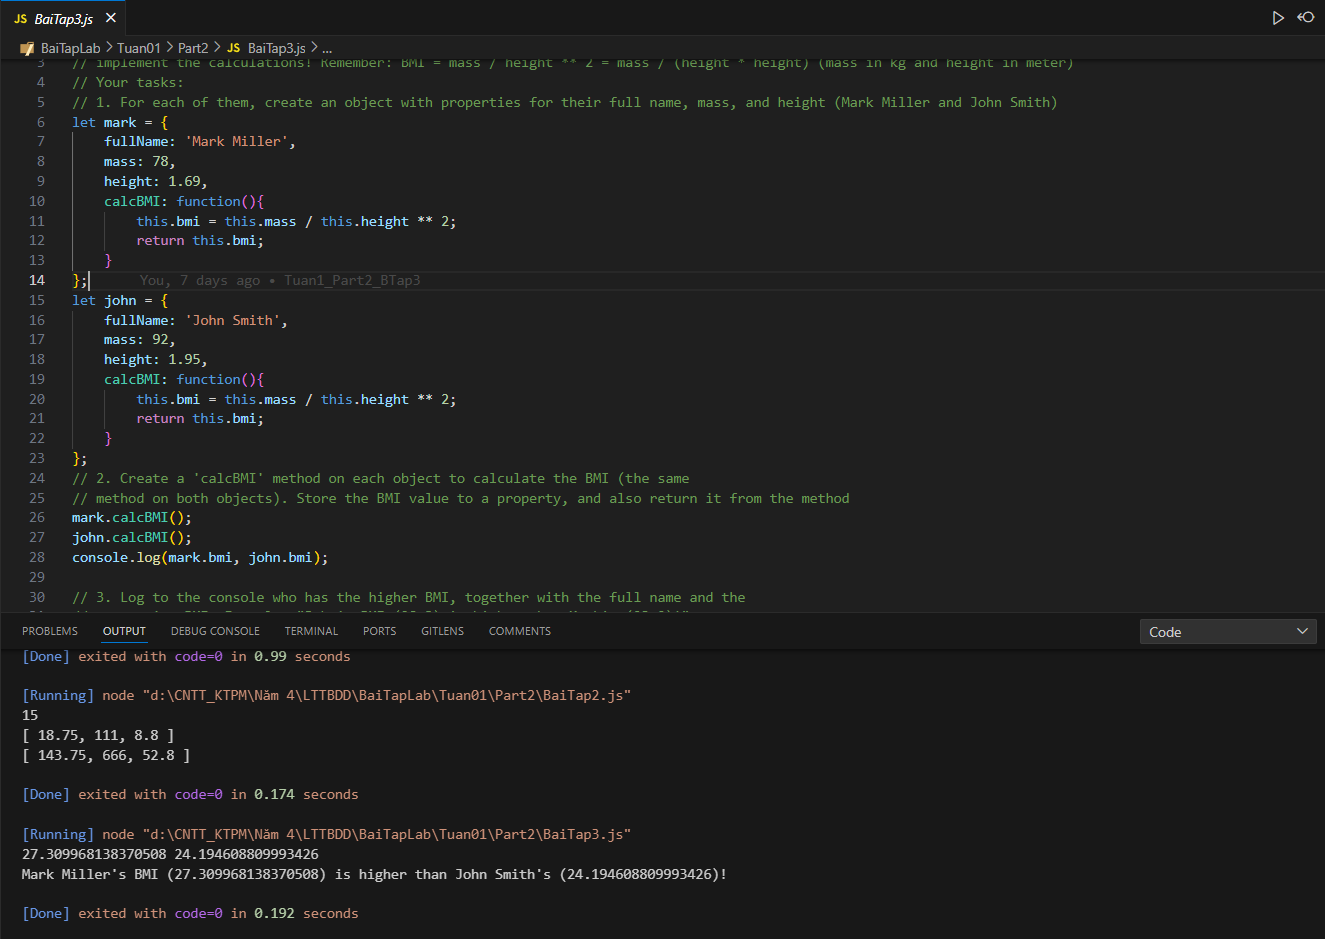 JS BaiTap3.js
BaiTapLab > Tuan01 > Part2 > JS BaiTap3.js > ...
3 // implement the calculations! Remember: BMI = mass / height ** 2 = mass / (height * height) (mass in kg and height in meter)
4 // Your tasks:
5 // 1. For each of them, create an object with properties for their full name, mass, and height (Mark Miller and John Smith)
6 let mark = {
7 fullName: 'Mark Miller',
8 mass: 78,
9 height: 1.69,
10 calcBMI: function(){
11 this.bmi = this.mass / this.height ** 2;
12 return this.bmi;
13 }
14 }; You, 7 days ago • Tuan1_Part2_BTap3
15 let john = {
16 fullName: 'John Smith',
17 mass: 92,
18 height: 1.95,
19 calcBMI: function(){
20 this.bmi = this.mass / this.height ** 2;
21 return this.bmi;
22 }
23 };
24 // 2. Create a 'calcBMI' method on each object to calculate the BMI (the same
25 // method on both objects). Store the BMI value to a property, and also return it from the method
26 mark.calcBMI();
27 john.calcBMI();
28 console.log(mark.bmi, john.bmi);
29
30 // 3. Log to the console who has the higher BMI, together with the full name and the
PROBLEMS OUTPUT DEBUG CONSOLE TERMINAL PORTS GITLENS COMMENTS Code
[Done] exited with code=0 in 0.99 seconds
[Running] node "d:\CNTT_KTPM\Năm 4\LTTBDD\BaiTapLab\Tuan01\Part2\BaiTap2.js"
15
[ 18.75, 111, 8.8 ]
[ 143.75, 666, 52.8 ]
[Done] exited with code=0 in 0.174 seconds
[Running] node "d:\CNTT_KTPM\Năm 4\LTTBDD\BaiTapLab\Tuan01\Part2\BaiTap3.js"
27.309968138370508 24.194608809993426
Mark Miller's BMI (27.309968138370508) is higher than John Smith's (24.194608809993426)!
[Done] exited with code=0 in 0.192 seconds